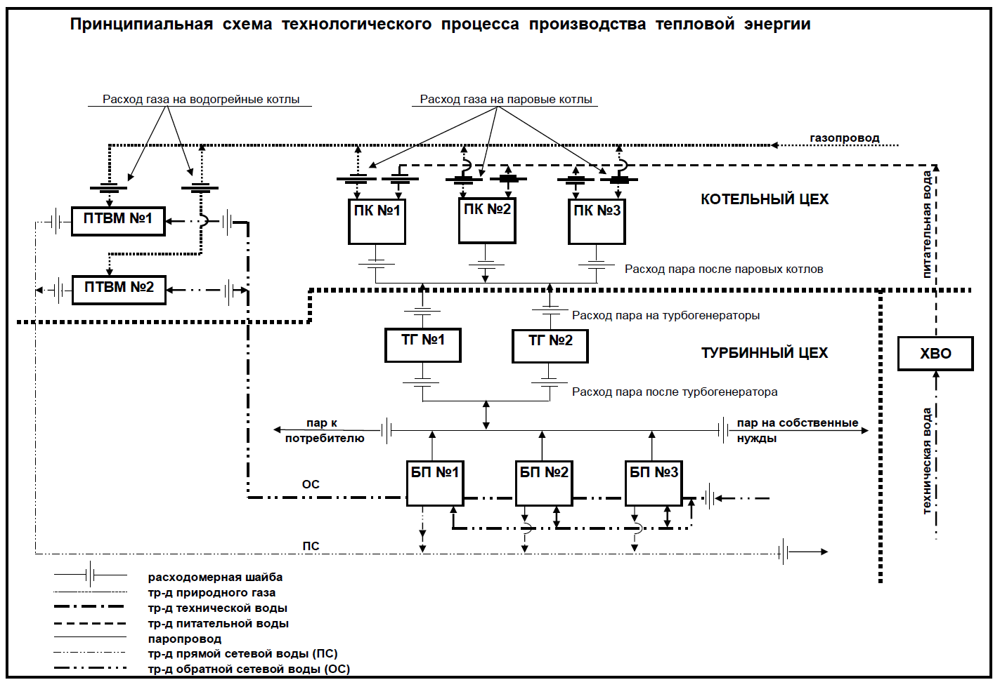 Принципиальная схема технологического процесса производства тепловой энергии
Расход газа на водогрейные котлы
Расход газа на паровые котлы
газопровод
питательная вода
КОТЕЛЬНЫЙ ЦЕХ
ПТВМ №1
ПК №1
ПК №2
ПК №3
Расход пара после паровых котлов
ПТВМ №2
Расход пара на турбогенераторы
ТГ №1
ТГ №2
ТУРБИННЫЙ ЦЕХ
ХВО
Расход пара после турбогенератора
техническая вода
пар к
потребителю
пар на собственные
нужды
БП №1
БП №2
БП №3
ОС
ПС
расходомерная шайба
тр-д природного газа
тр-д технической воды
тр-д питательной воды
паропровод
тр-д прямой сетевой воды (ПС)
тр-д обратной сетевой воды (ОС)